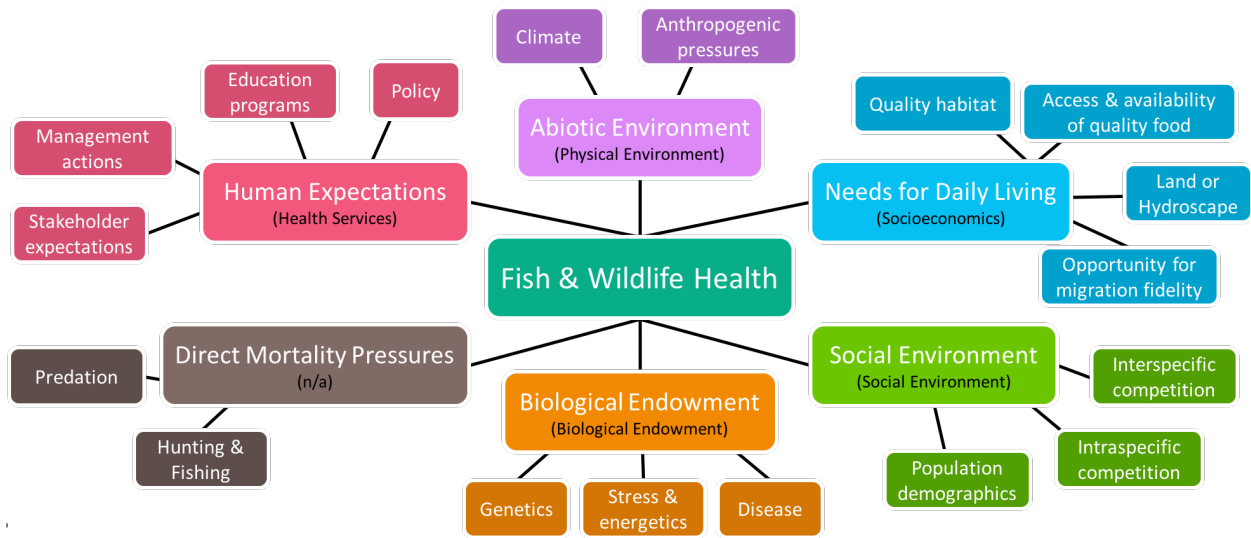 Climate
Anthropogenic
pressures
Education
programs
Policy
Quality habitat
Access & availability
of quality food
Management
actions
Abiotic Environment
(Physical Environment)
Human Expectations
(Health Services)
Needs for Daily Living
(Socioeconomics)
Land or
Hydroscape
Stakeholder
expectations
Fish & Wildlife Health
Opportunity for
migration fidelity
Direct Mortality Pressures
(n/a)
Social Environment
(Social Environment)
Predation
Interspecific
competition
Biological Endowment
(Biological Endowment)
Hunting &
Fishing
Intraspecific
competition
Population
demographics
Genetics
Stress &
energetics
Disease